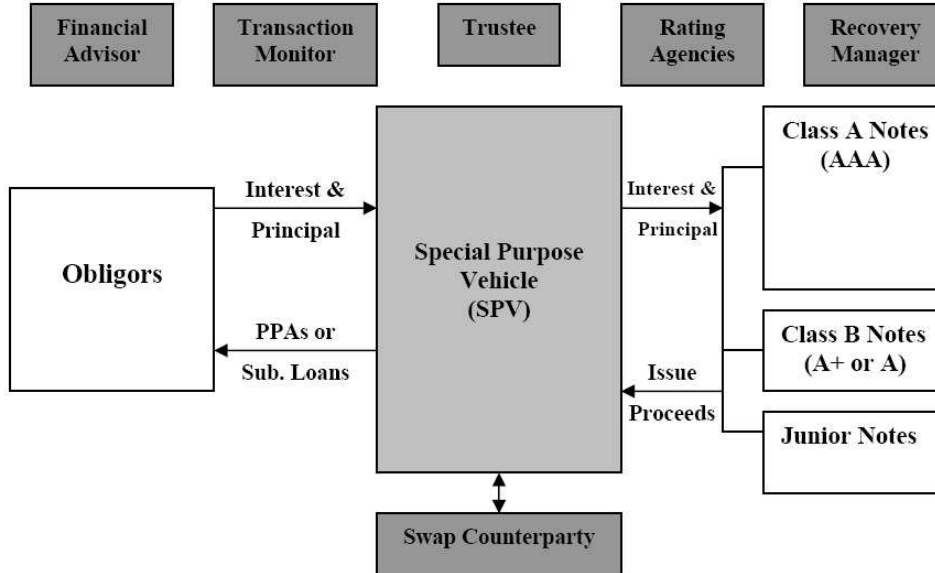 Financial
Advisor
Transaction
Monitor
Trustee
Rating
Agencies
Recovery
Manager
Obligors
Interest &
Principal
PPAs or
Sub. Loans
Special Purpose
Vehicle
(SPV)
Interest &
Principal
Issue
Proceeds
Class A Notes
(AAA)
Class B Notes
(A+ or A)
Junior Notes
Swap Counterparty